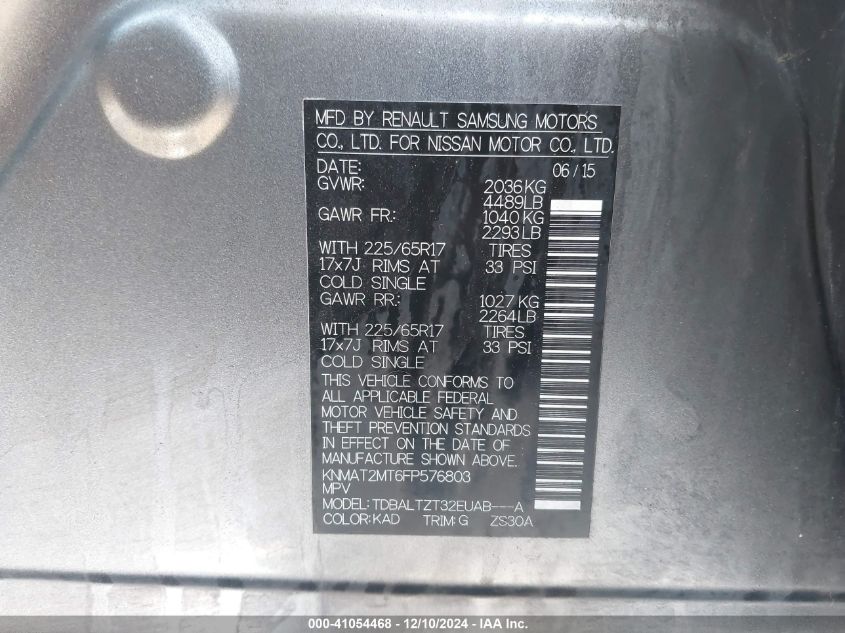 MFD BY RENAULT SAMSUNG MOTORS
CO., LTD. FOR NISSAN MOTOR CO., LTD.
DATE: 06/15
GVWR: 2036KG
4489LB
GAWR FR.: 1040KG
2293LB
WITH 225/65R17 TIRES
17x7J RIMS AT 33 PSI
COLD SINGLE
GAWR RR.: 1027KG
2264LB
WITH 225/65R17 TIRES
17x7J RIMS AT 33 PSI
COLD SINGLE
THIS VEHICLE CONFORMS TO
ALL APPLICABLE FEDERAL
MOTOR VEHICLE SAFETY AND
THEFT PREVENTION STANDARDS
IN EFFECT ON THE DATE OF
MANUFACTURE SHOWN ABOVE.
KNMAT2MT6FP576803
MPV
MODEL:TDBALTZT32EUAB---A
COLOR:KAD TRIM:G ZS30A
000-41054468 - 12/10/2024 - IAA Inc.